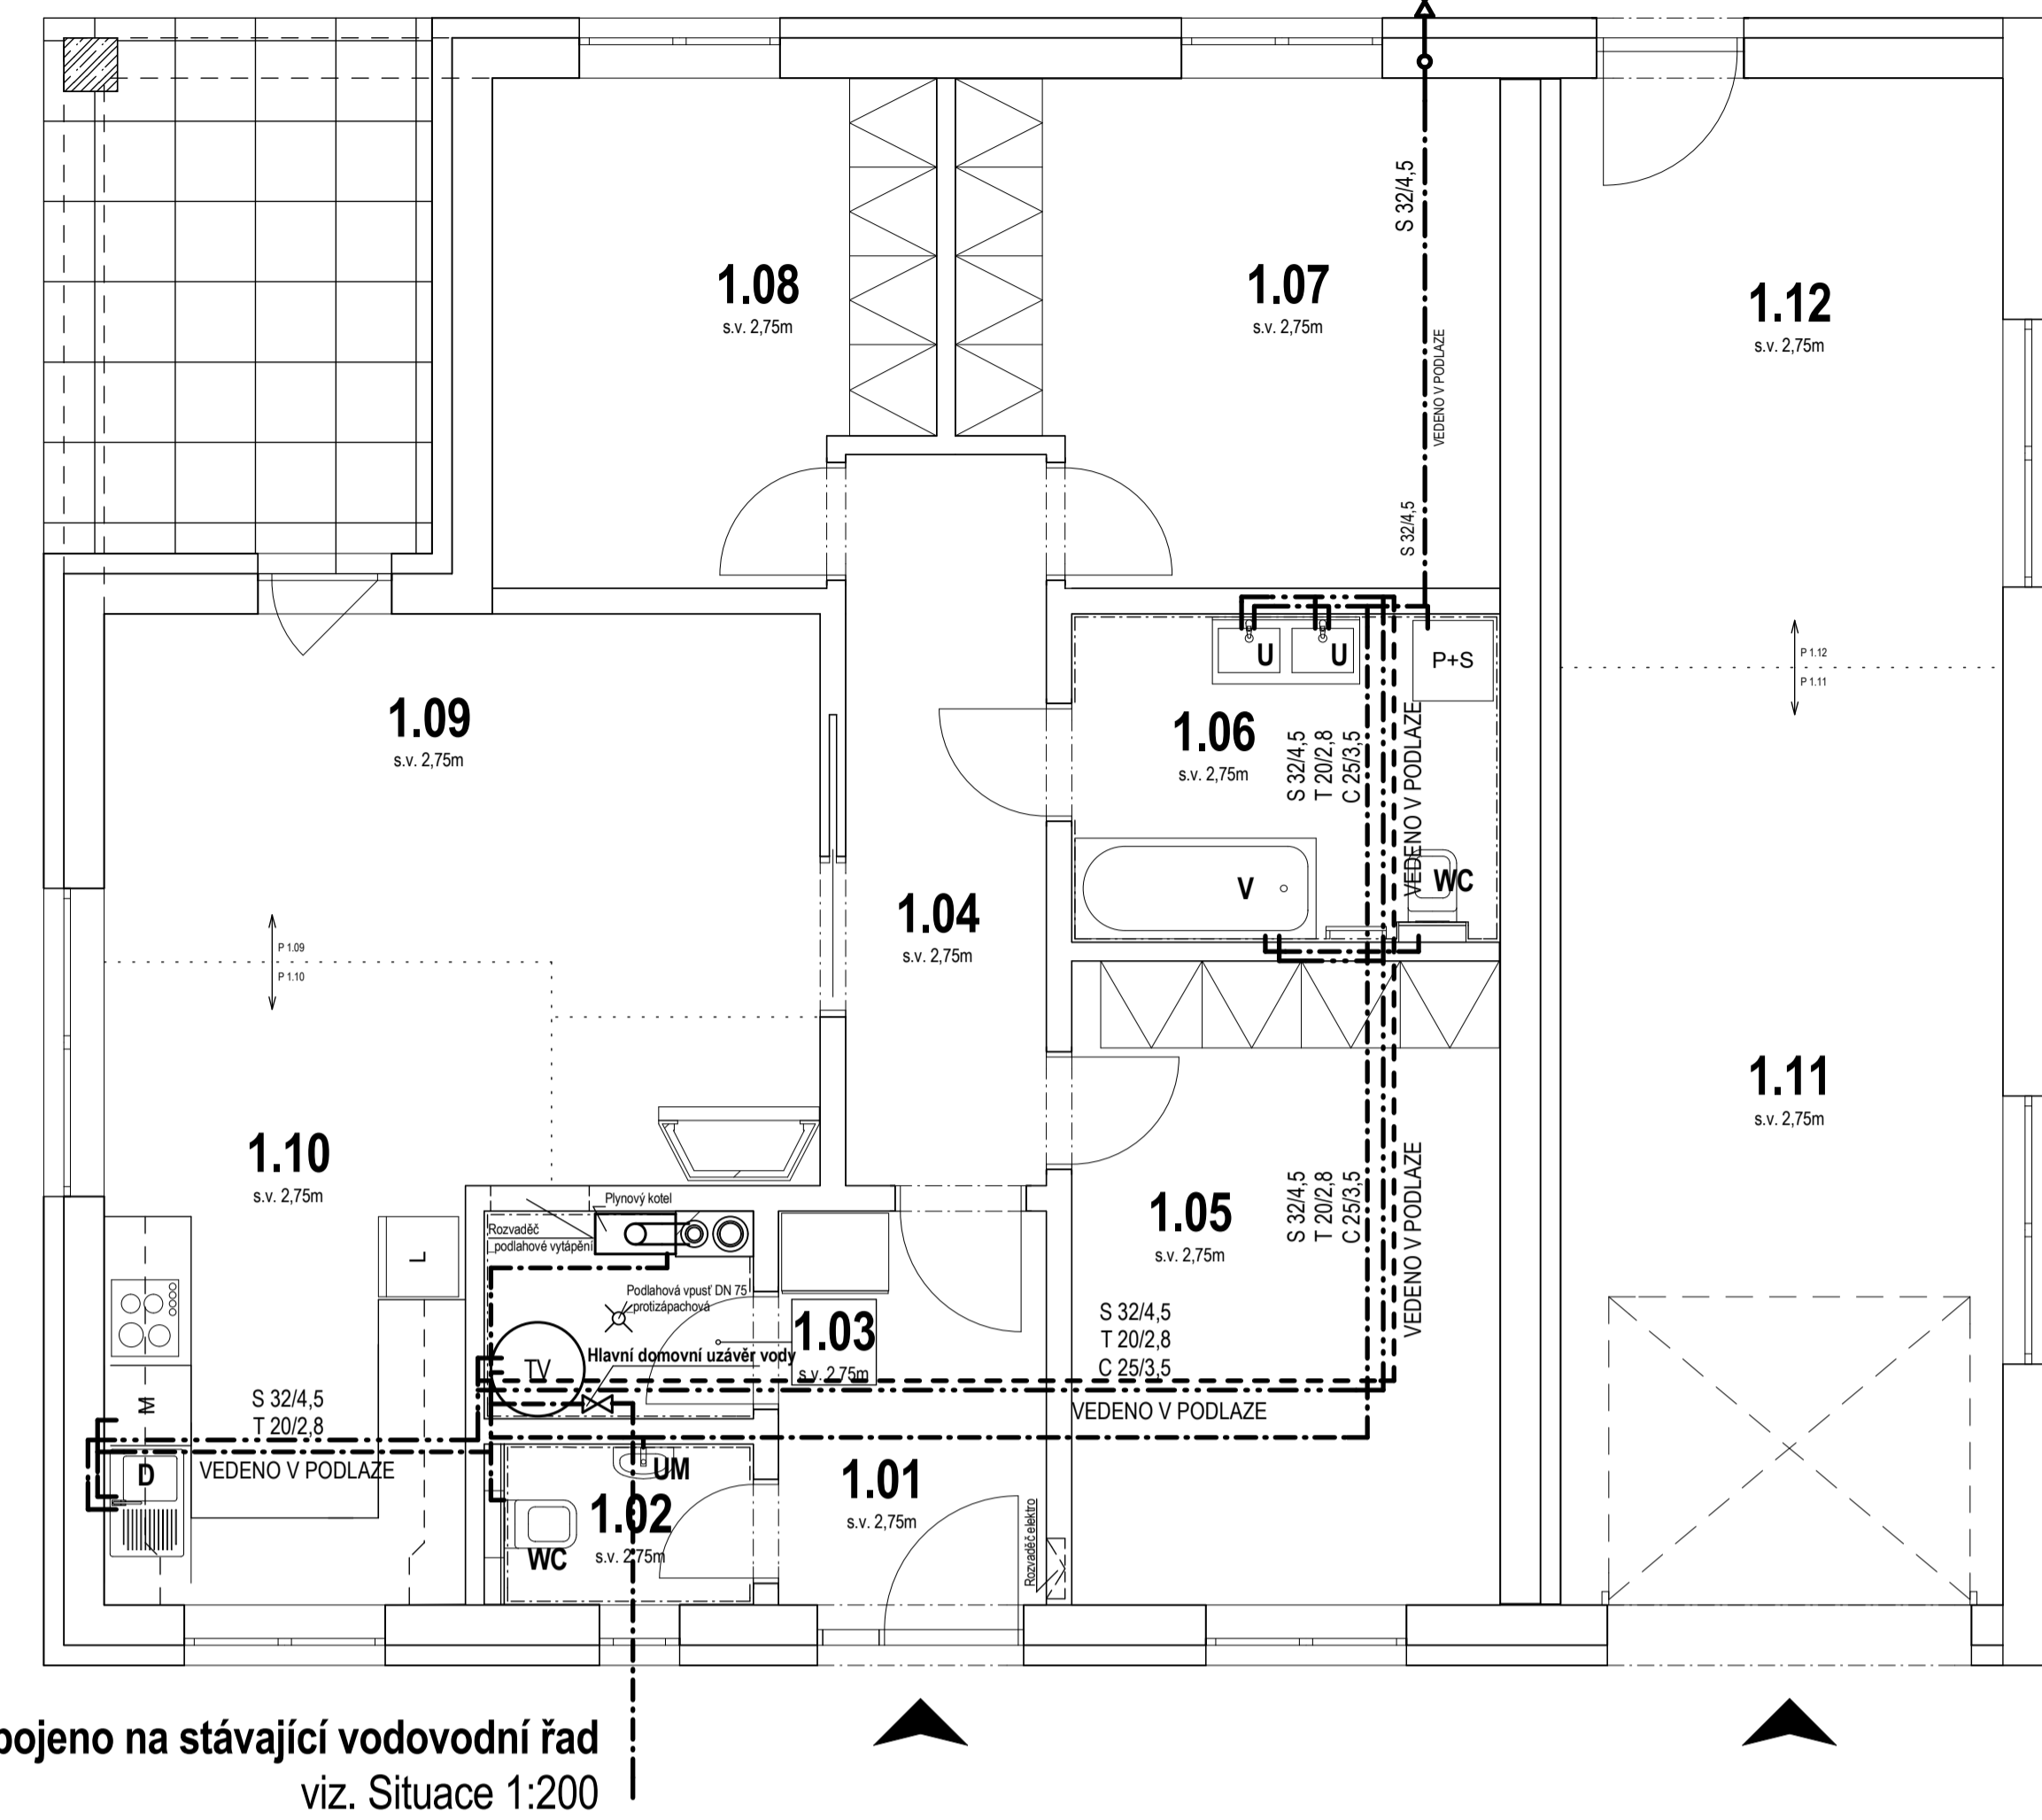 S 32/4,5
1.08
s.v. 2,75m
1.07
s.v. 2,75m
1.12
s.v. 2,75m
VEDENO V PODLAZE
S 32/4,5
U
U
P+S
P 1.12
P 1.11
1.09
s.v. 2,75m
1.06
s.v. 2,75m
S 32/4,5
T 20/2,8
C 25/3,5
VEDENO V PODLAZE
V
WC
1.04
s.v. 2,75m
P 1.09
P 1.10
1.11
s.v. 2,75m
1.10
s.v. 2,75m
Plynový kotel
Rozvaděč
podlahové vytápění
L
1.05
s.v. 2,75m
S 32/4,5
T 20/2,8
C 25/3,5
VEDENO V PODLAZE
Podlahová vpusť DN 75
protizápachová
1.03
s.v. 2,75m
Hlavní domovní uzávěr vody
TV
S 32/4,5
T 20/2,8
C 25/3,5
VEDENO V PODLAZE
M
S 32/4,5
T 20/2,8
VEDENO V PODLAZE
D
UM
1.02
s.v. 2,75m
WC
1.01
s.v. 2,75m
Rozvaděč elektro
na stávající vodovodní řad
viz. Situace 1:200